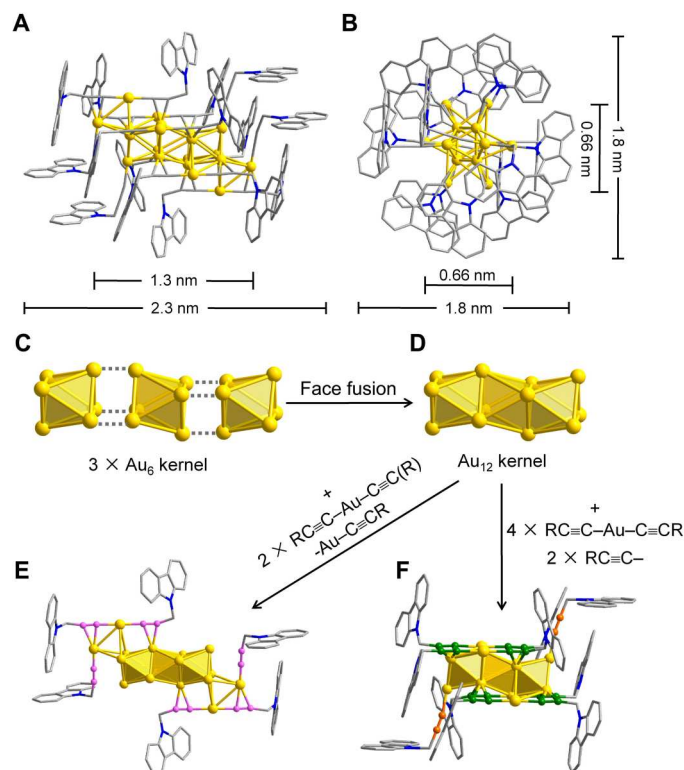 A
B
1.8 nm
0.66 nm
1.3 nm
2.3 nm
0.66 nm
1.8 nm
C
D
Face fusion
3 × Au₆ kernel
Au₁₂ kernel
+
2 × RC≡C–Au–C≡C(R)
-Au–C≡CR
+
4 × RC≡C–Au–C≡CR
2 × RC≡C–
E
F